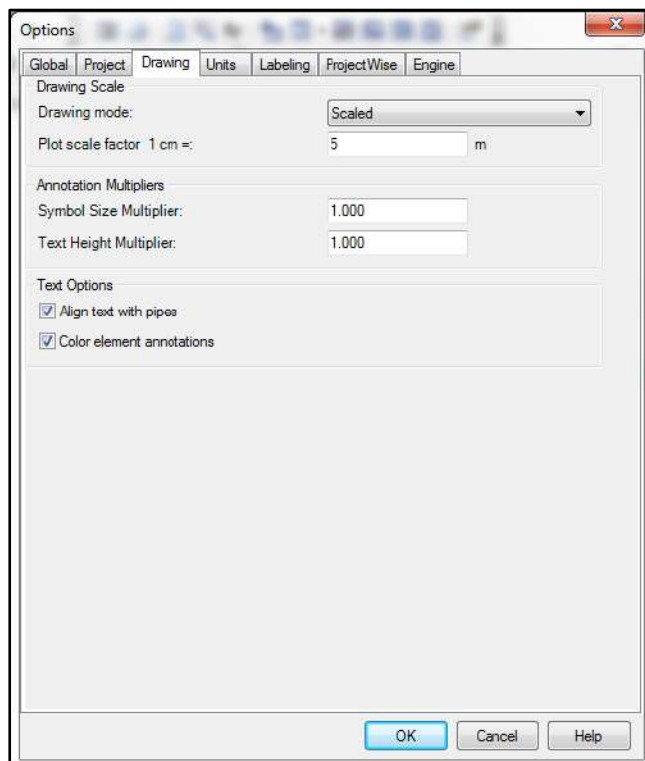 Options
Global Project Drawing Units Labeling ProjectWise Engine
Drawing Scale
Drawing mode: Scaled
Plot scale factor 1 cm =: 5 m
Annotation Multipliers
Symbol Size Multiplier: 1.000
Text Height Multiplier: 1.000
Text Options
Align text with pipes
Color element annotations
OK Cancel Help